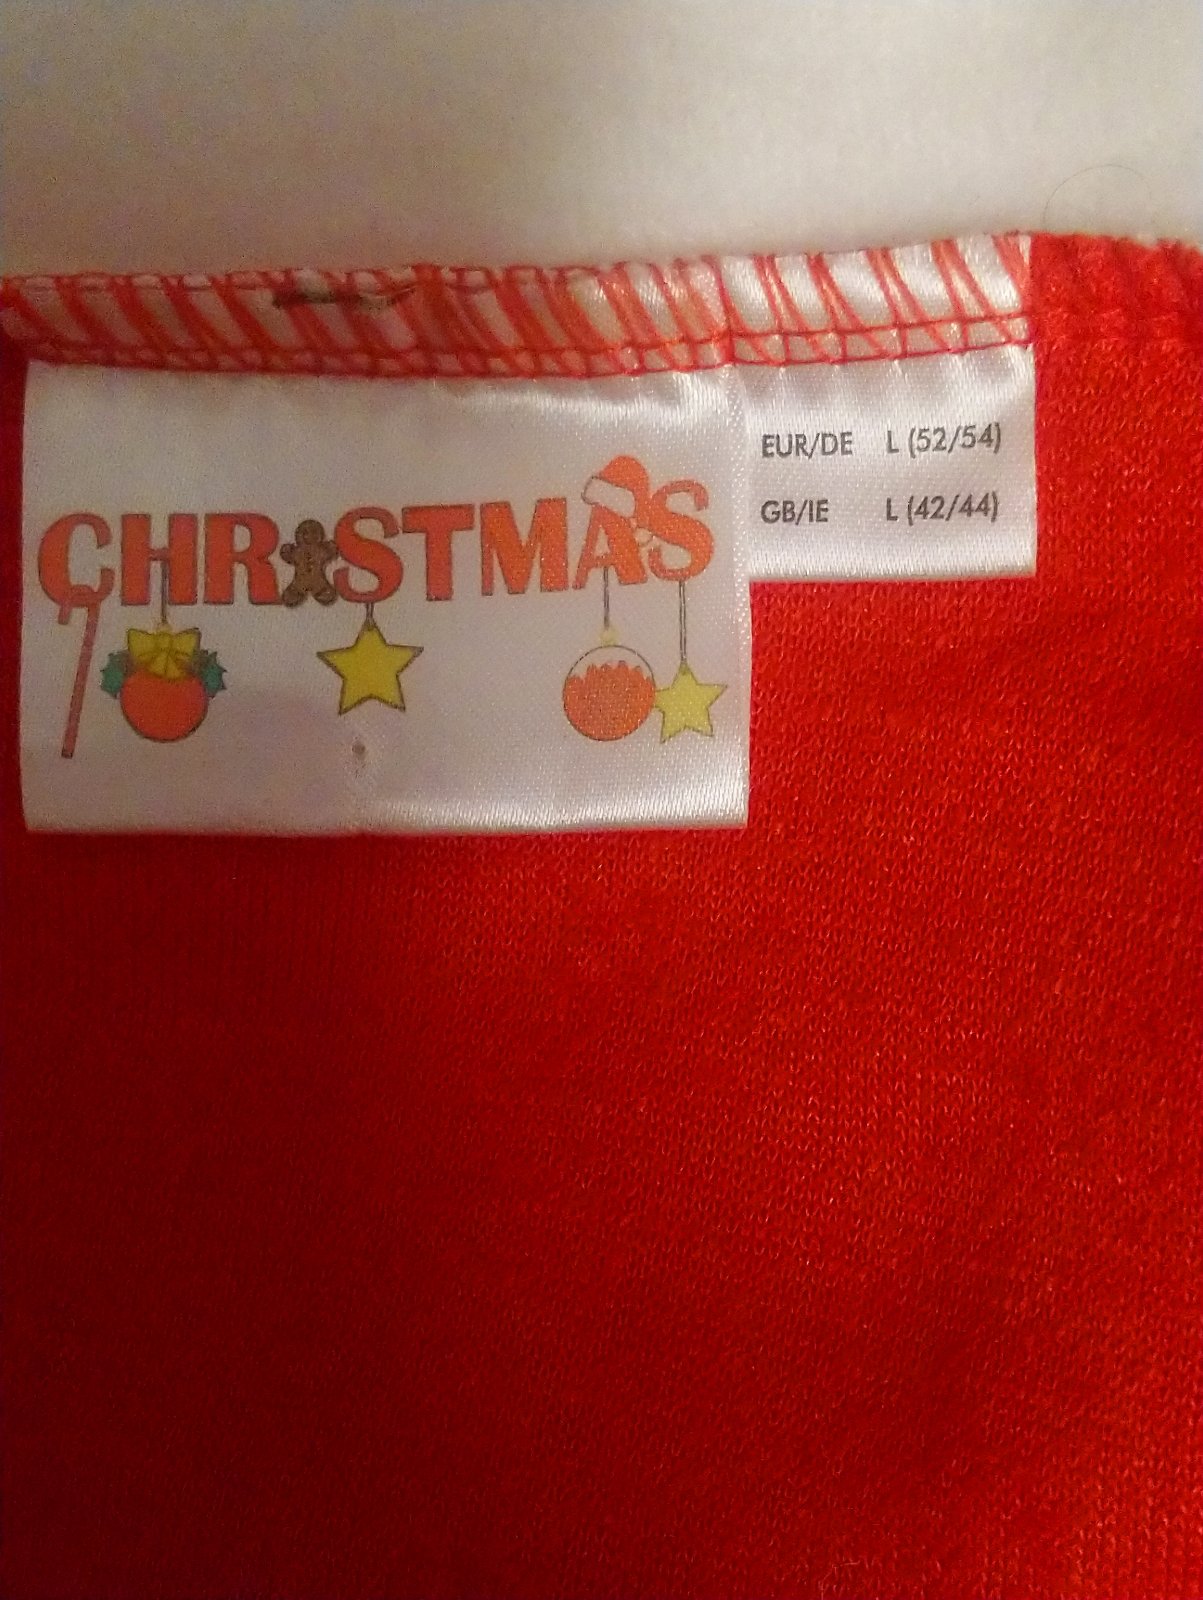 CHRISTMAS
EUR/DE L (52/54)
GB/IE L (42/44)